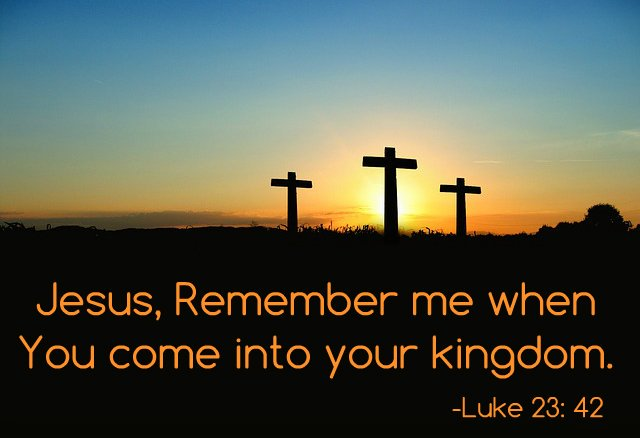 Jesus, Remember me when
You come into your kingdom.
-Luke 23: 42